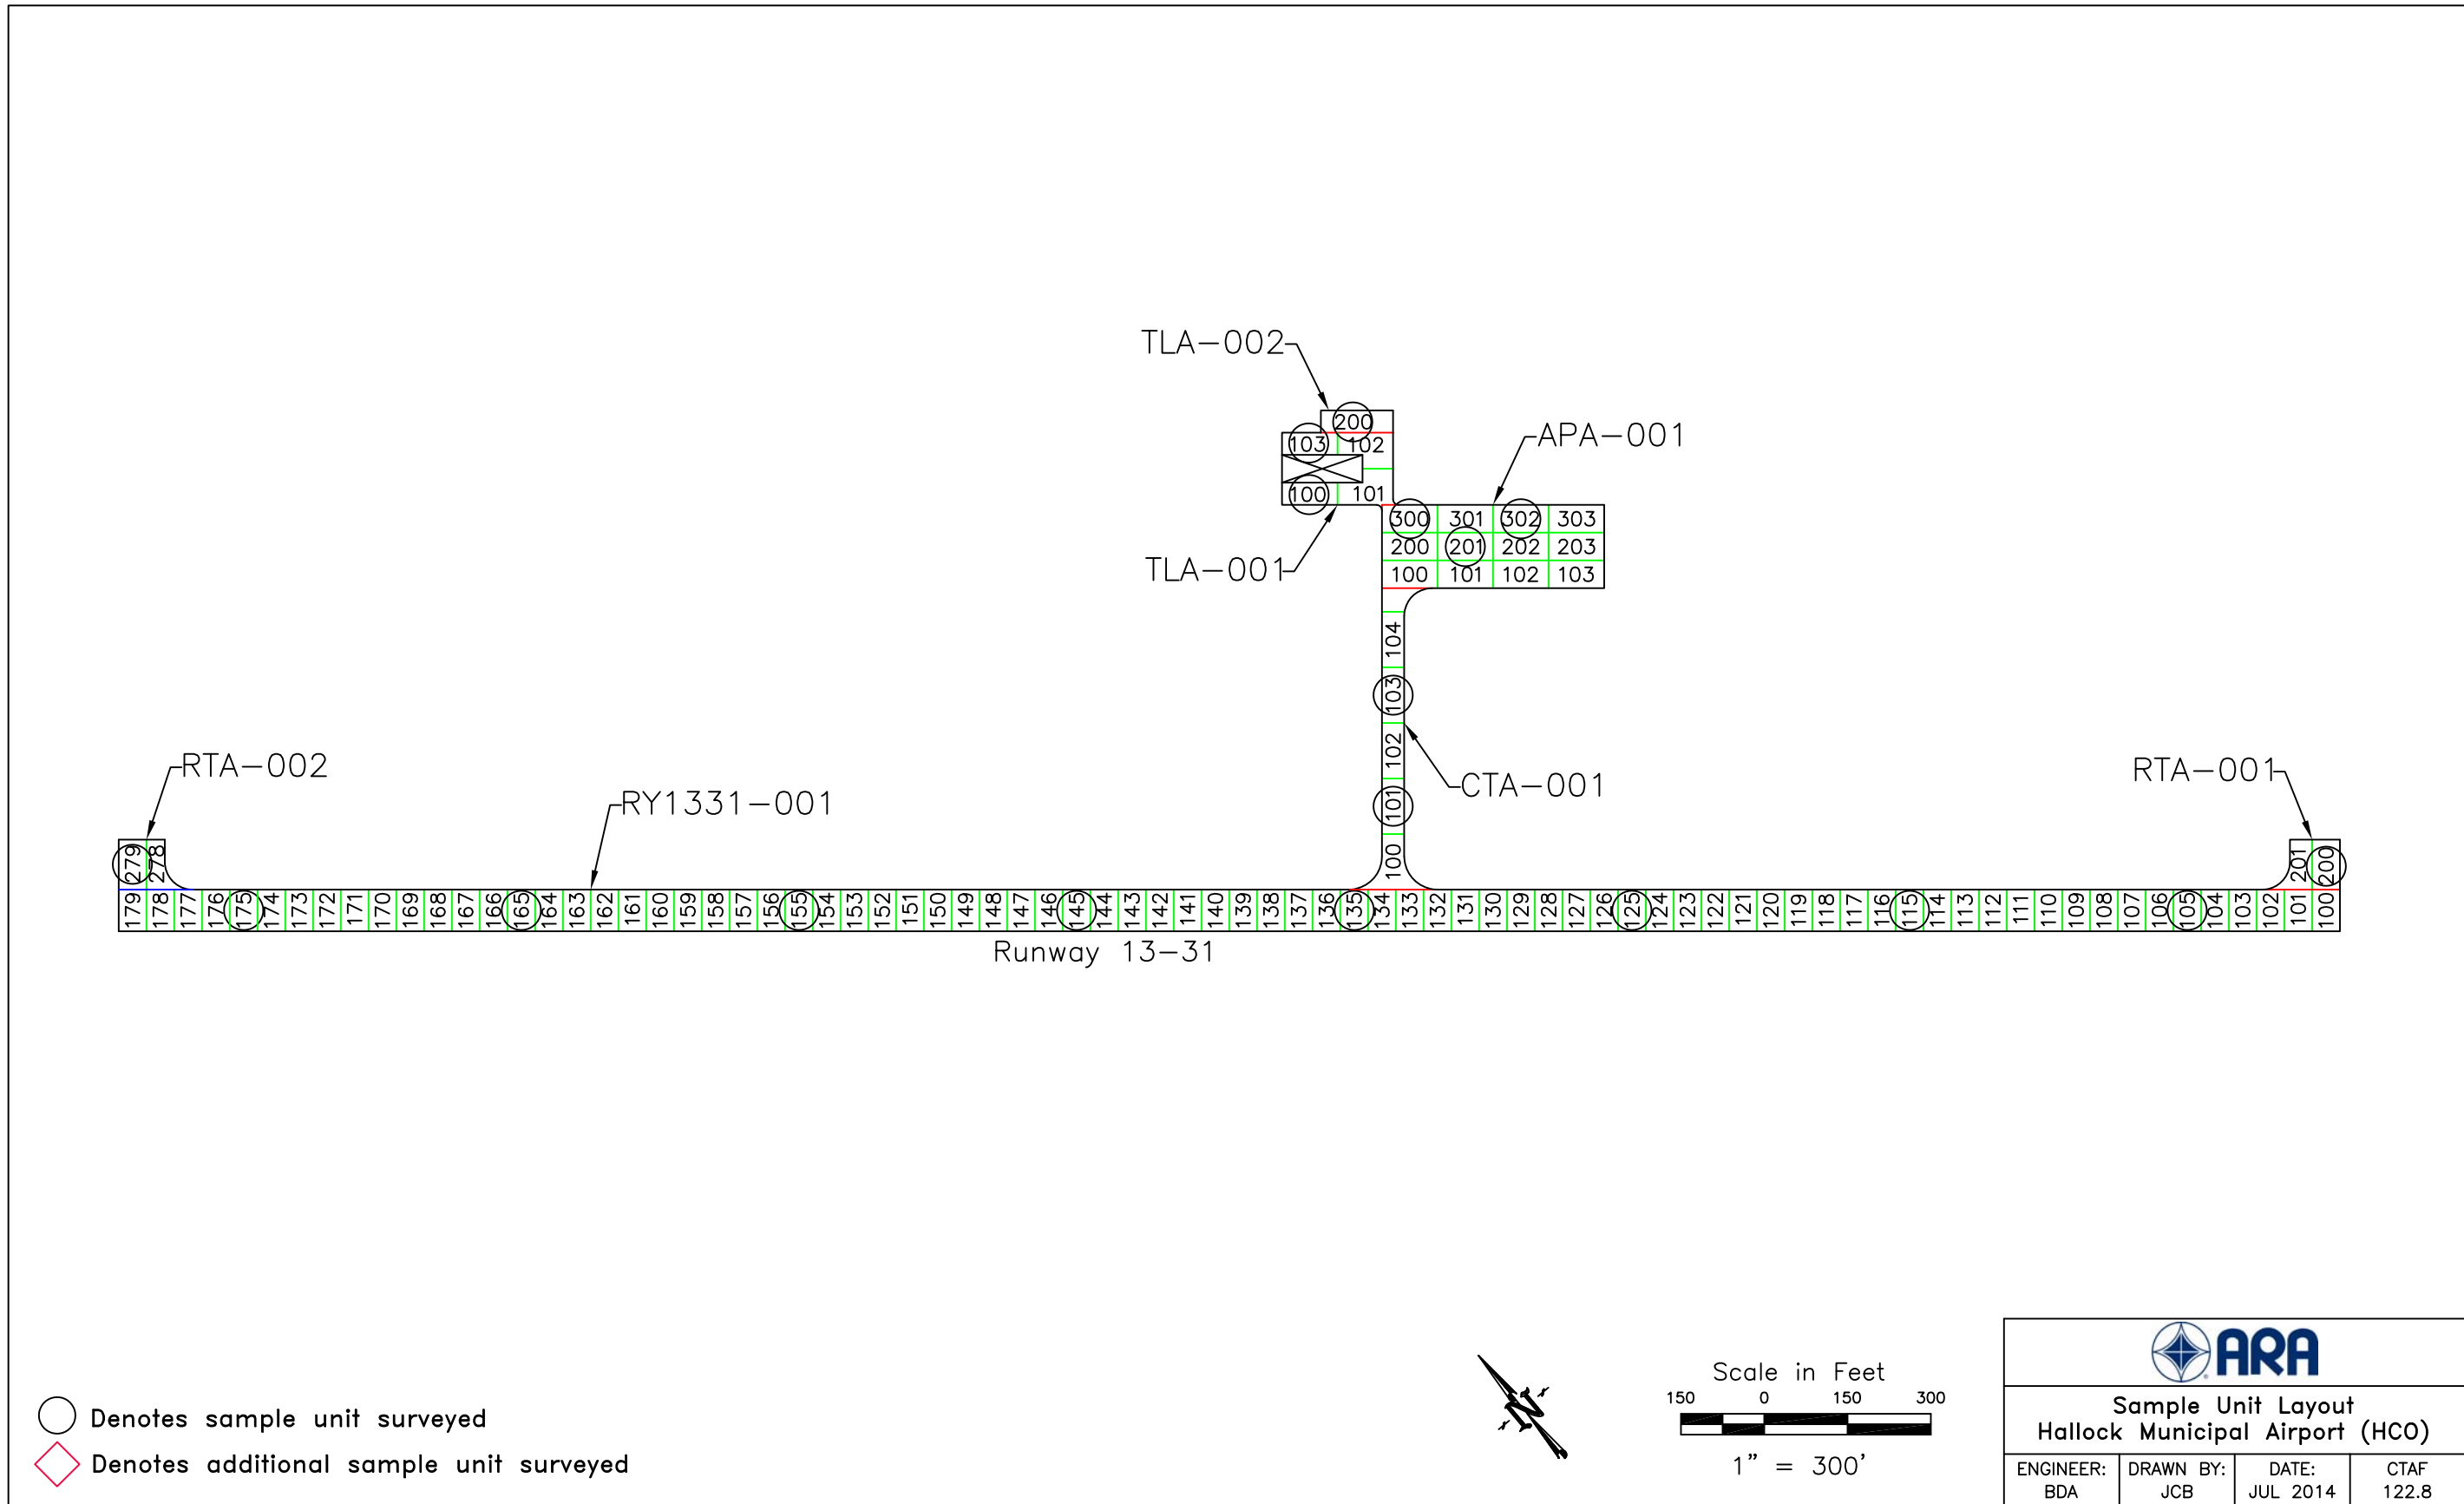 TLA-002
200
APA-001
103 102
100 101
300 301 302 303
200 201 202 203
100 101 102 103
TLA-001
104
103
102
CTA-001
101
100
RTA-002
RY1331-001
RTA-001
279 278
201 200
179 178 177 176 175 174 173 172 171 170 169 168 167 166 165 164 163 162 161 160 159 158 157 156 155 154 153 152 151 150 149 148 147 146 145 144 143 142 141 140 139 138 137 136 135 134 133 132 131 130 129 128 127 126 125 124 123 122 121 120 119 118 117 116 115 114 113 112 111 110 109 108 107 106 105 104 103 102 101 100
Runway 13-31
Denotes sample unit surveyed
Denotes additional sample unit surveyed
N
Scale in Feet
150 0 150 300
1" = 300'
ARA
Sample Unit Layout
Hallock Municipal Airport (HCO)
ENGINEER: DRAWN BY: DATE: CTAF
BDA JCB JUL 2014 122.8